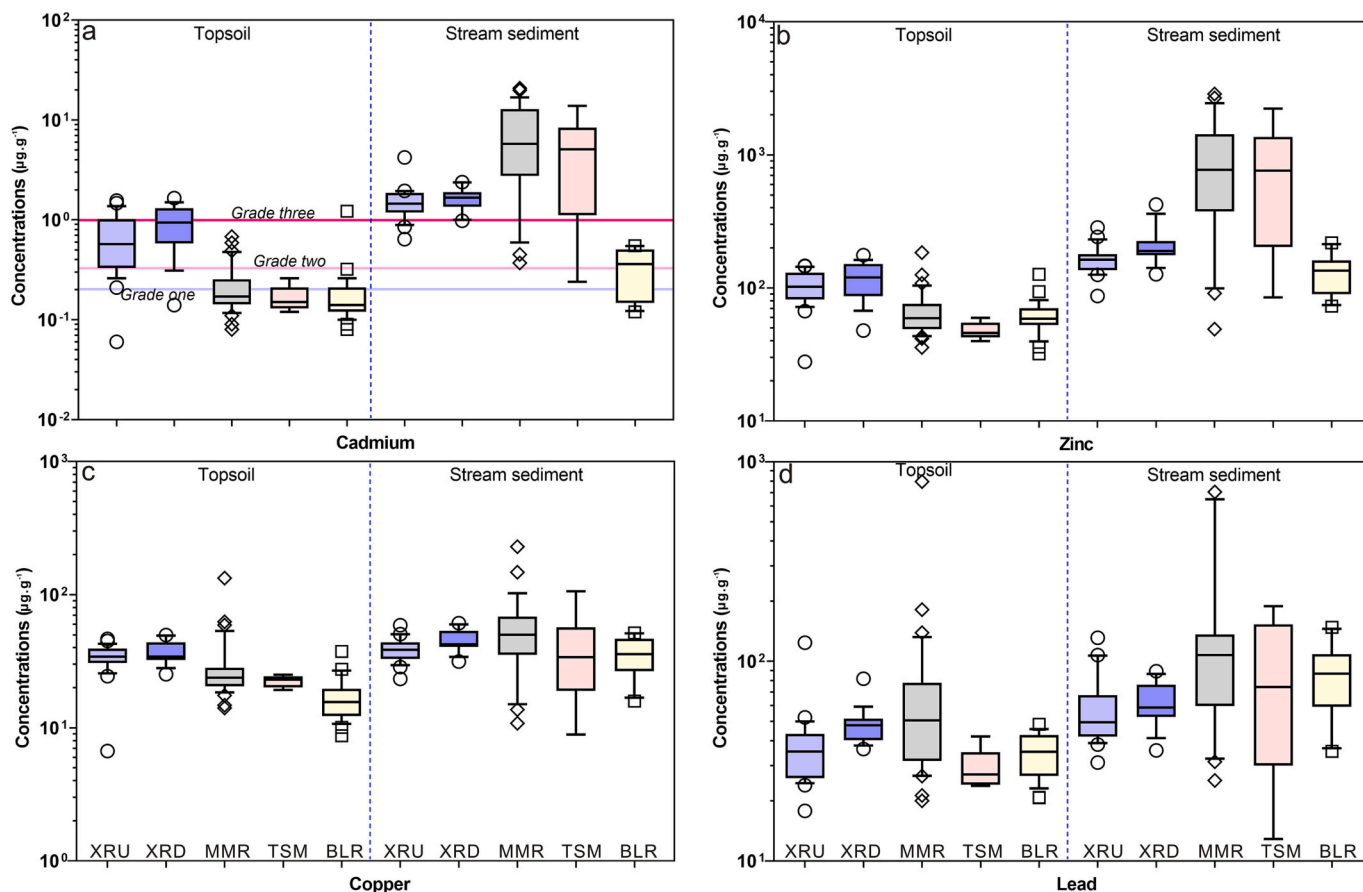 a
Topsoil
Stream sediment
Concentrations (µg.g⁻¹)
10²
10¹
10⁰
10⁻¹
10⁻²
Grade three
Grade two
Grade one
Cadmium
b
Topsoil
Stream sediment
Concentrations (µg.g⁻¹)
10⁴
10³
10²
10¹
Zinc
c
Topsoil
Stream sediment
Concentrations (µg.g⁻¹)
10³
10²
10¹
10⁰
XRU XRD MMR TSM BLR XRU XRD MMR TSM BLR
Copper
d
Topsoil
Stream sediment
Concentrations (µg.g⁻¹)
10³
10²
10¹
XRU XRD MMR TSM BLR XRU XRD MMR TSM BLR
Lead